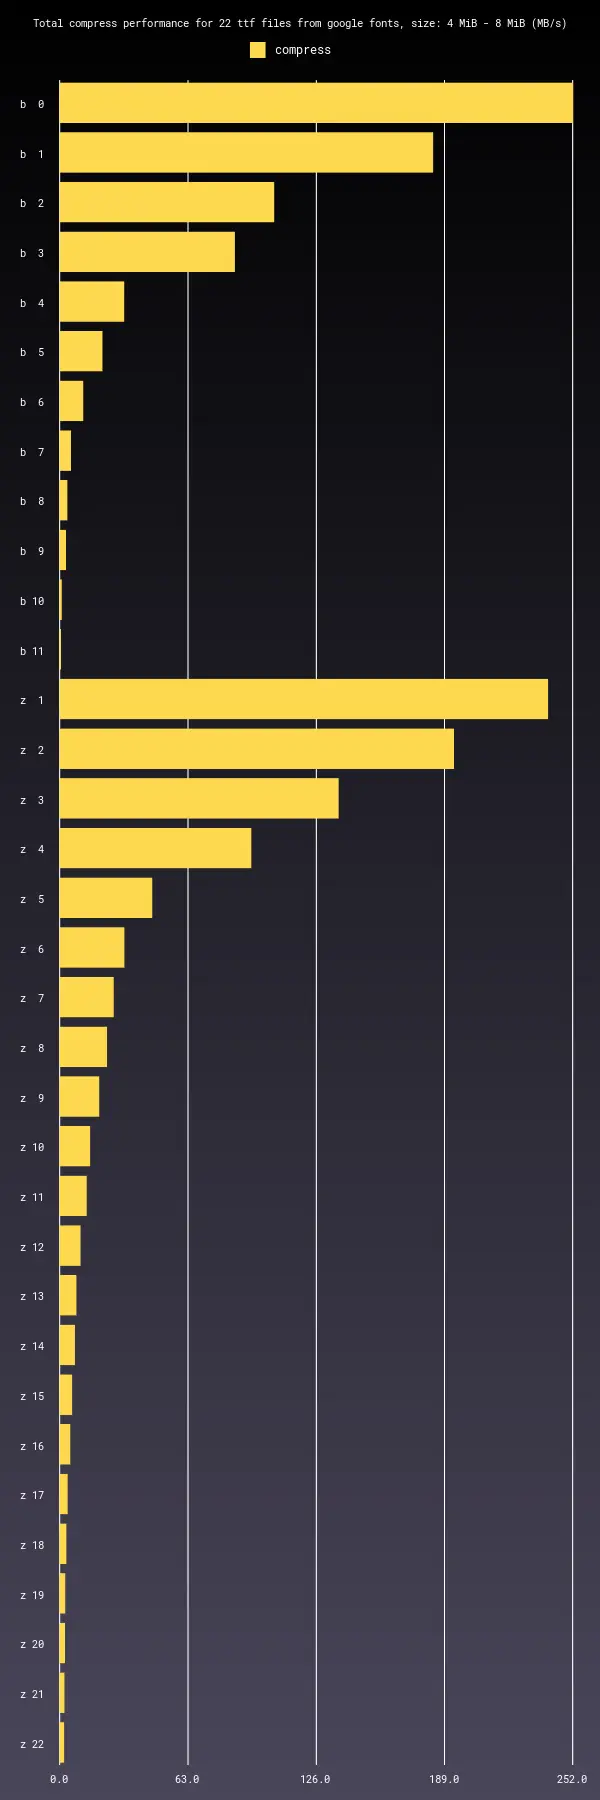 Total compress performance for 22 ttf files from google fonts, size: 4 MiB - 8 MiB (MB/s)
compress
b  0
b  1
b  2
b  3
b  4
b  5
b  6
b  7
b  8
b  9
b 10
b 11
z  1
z  2
z  3
z  4
z  5
z  6
z  7
z  8
z  9
z 10
z 11
z 12
z 13
z 14
z 15
z 16
z 17
z 18
z 19
z 20
z 21
z 22
0.0 63.0 126.0 189.0 252.0